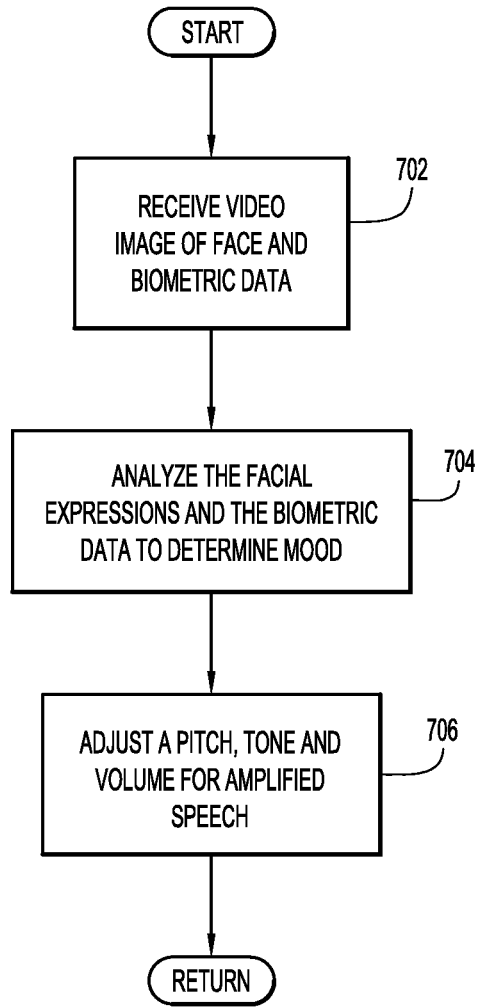 START
702
RECEIVE VIDEO
IMAGE OF FACE AND
BIOMETRIC DATA
704
ANALYZE THE FACIAL
EXPRESSIONS AND THE BIOMETRIC
DATA TO DETERMINE MOOD
706
ADJUST A PITCH, TONE AND
VOLUME FOR AMPLIFIED
SPEECH
RETURN